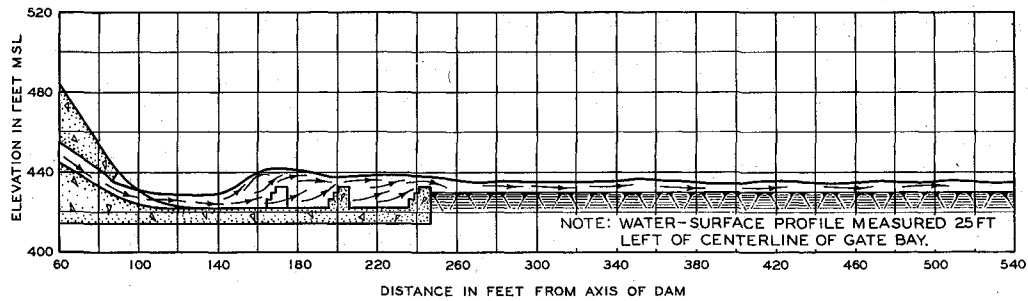 520
480
440
400
ELEVATION IN FEET MSL
NOTE: WATER-SURFACE PROFILE MEASURED 25 FT
LEFT OF CENTERLINE OF GATE BAY.
60 100 140 180 220 260 300 340 380 420 460 500 540
DISTANCE IN FEET FROM AXIS OF DAM